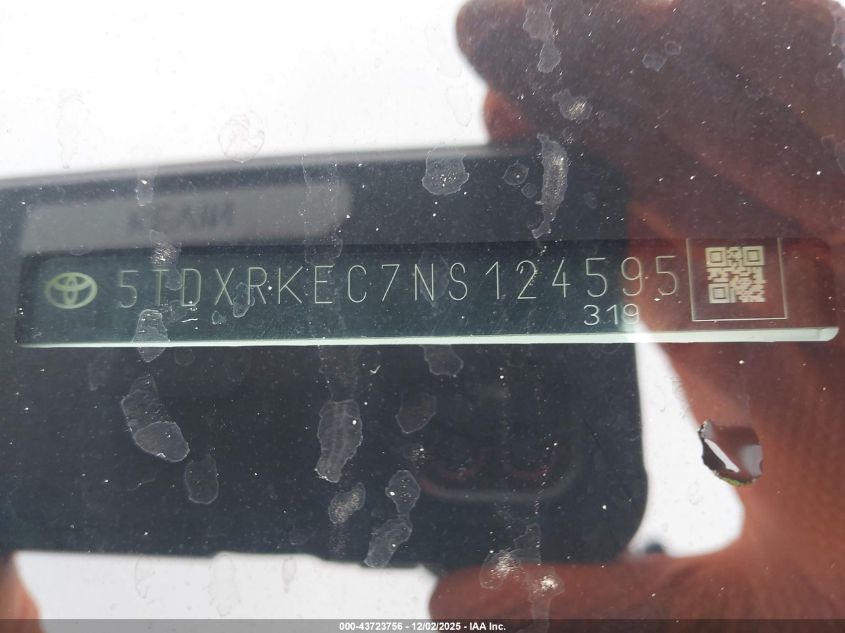 5TDXRKEC7NS124595
319
000-43723756 - 12/02/2025 - IAA Inc.